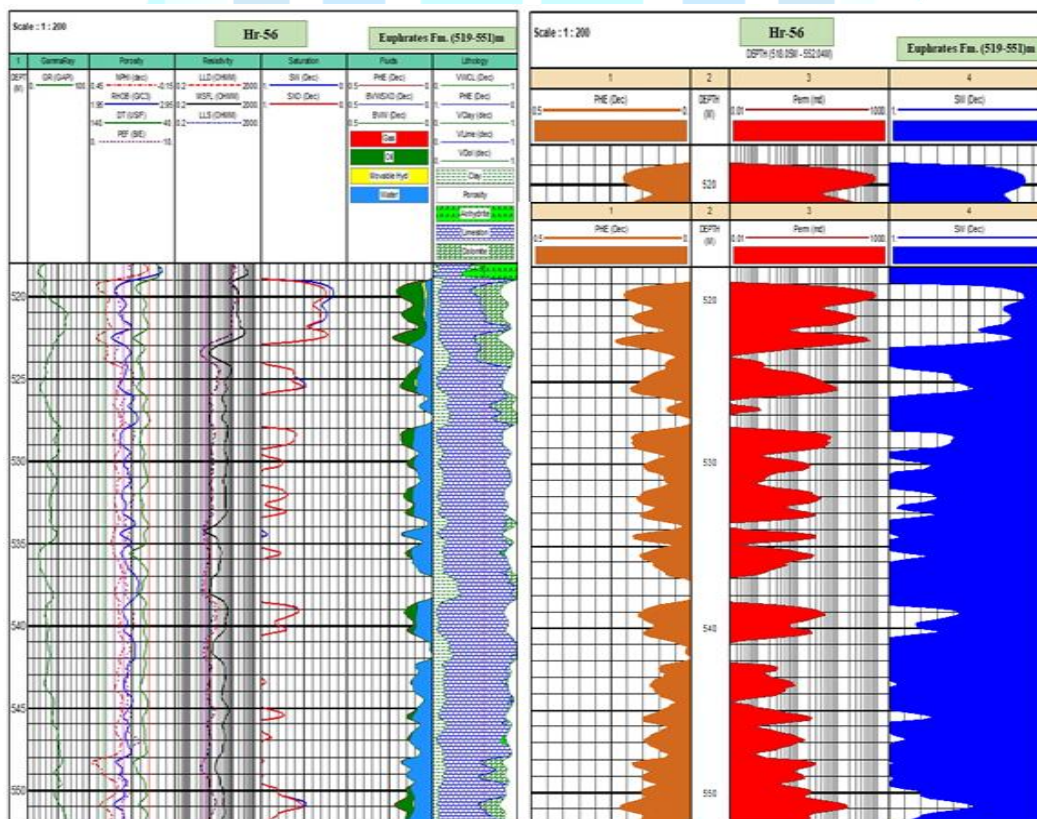 Scale : 1 : 200
Hr-56
Euphrates Fm. (519-551)m
1 GammaRay Porosity Resistivity Saturation Fluids Lithology
DEPT (M) GR (GAPI) NPHI (dec) LLD (OHMM) SW (Dec) PHE (Dec) VWCL (Dec)
0. 100. 0.45 -0.15 0.2 2000. 1. 0. 0.5 0. 0. 1.
RHOB (G/C3) MSFL (OHMM) SXO (Dec) BVWSXO (Dec) PHE (Dec)
1.95 2.95 0.2 2000. 1. 0. 0.5 0. 1. 0.
DT (US/F) LLS (OHMM) BVW (Dec) VClay (Dec)
140. 40. 0.2 2000. 0.5 0. 0. 1.
PEF (B/E) Gas VLime (dec)
0. 10.
Oil VDol (dec)
Movable Hyd Clay
Water Porosity
Anhydrite
Limeston
Dolomite
520
525
530
535
540
545
550
Scale : 1 : 200
Hr-56
Euphrates Fm. (519-551)m
1 2 3 4
PHE (Dec) DEPTH (M) Perm (md) SW (Dec)
0.5 0. 0.01 1000. 1. 0.
520
1 2 3 4
PHE (Dec) DEPTH (M) Perm (md) SW (Dec)
0.5 0. 0.01 1000. 1. 0.
520
530
540
550